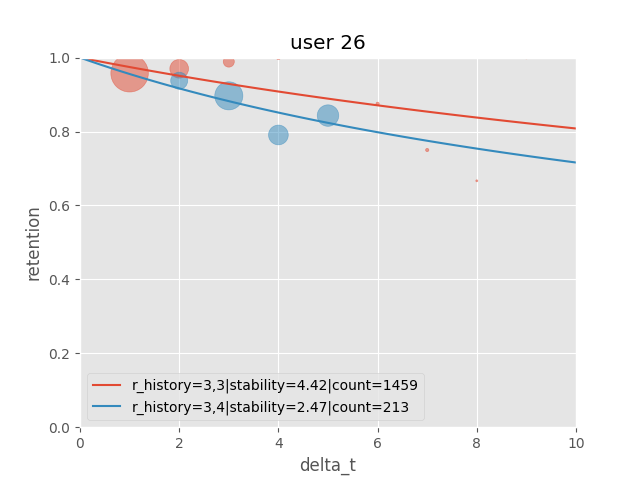 user 26
1.0
0.8
0.6
0.4
0.2
0.0
retention
r_history=3,3|stability=4.42|count=1459
r_history=3,4|stability=2.47|count=213
0 2 4 6 8 10
delta_t